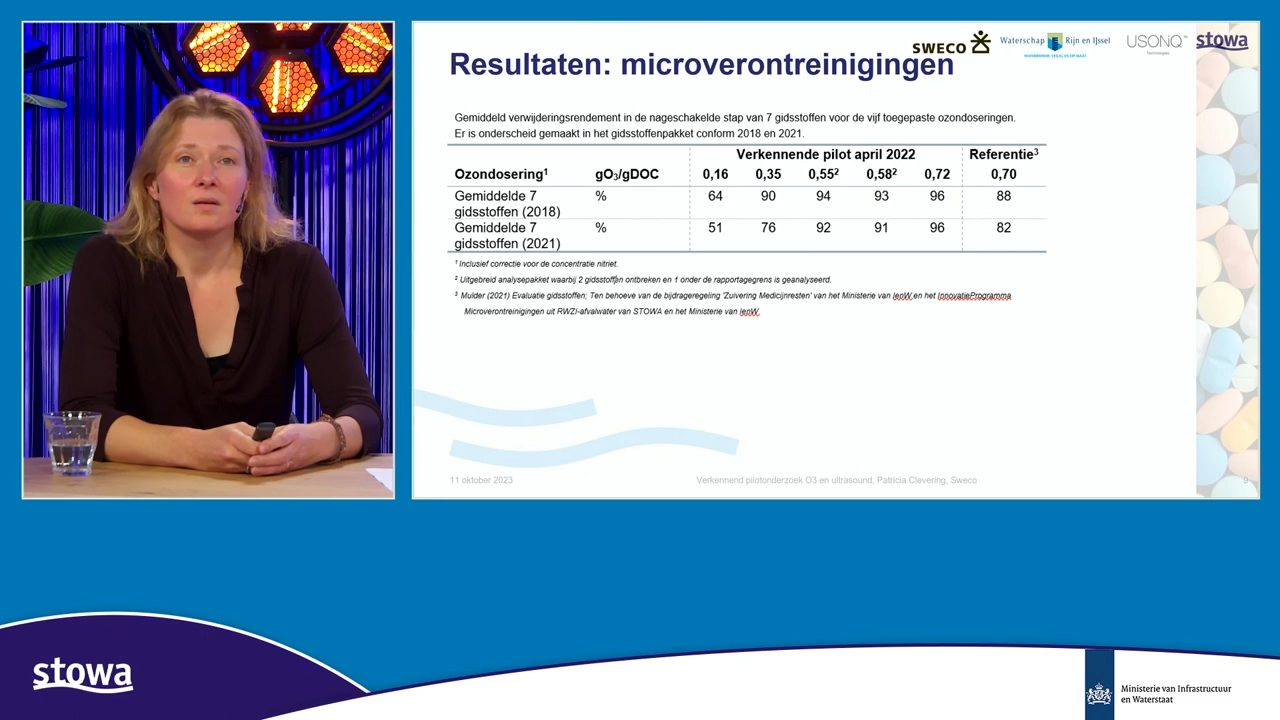 Resultaten: microverontreinigingen
SWECO
Waterschap Rijn en IJssel
USONiQ™
Technologies
stowa
Gemiddeld verwijderingsrendement in de nageschakelde stap van 7 gidsstoffen voor de vijf toegepaste ozondoseringen.
Er is onderscheid gemaakt in het gidsstoffenpakket conform 2018 en 2021.
Verkennende pilot april 2022 Referentie³
Ozondosering¹ gO₃/gDOC 0,16 0,35 0,55² 0,58² 0,72 0,70
Gemiddelde 7 % 64 90 94 93 96 88
gidsstoffen (2018)
Gemiddelde 7 % 51 76 92 91 96 82
gidsstoffen (2021)
¹ Inclusief correctie voor de concentratie nitriet.
² Uitgebreid analysepakket waarbij 2 gidsstoffen ontbreken en 1 onder de rapportagegrens is geanalyseerd.
³ Mulder (2021) Evaluatie gidsstoffen; Ten behoeve van de bijdrageregeling 'Zuivering Medicijnresten' van het Ministerie van IenW en het InnovatieProgramma
Microverontreinigingen uit RWZI-afvalwater van STOWA en het Ministerie van IenW.
11 oktober 2023
Verkennend pilotonderzoek O3 en ultrasound, Patricia Clevering, Sweco
9
stowa
Ministerie van Infrastructuur
en Waterstaat